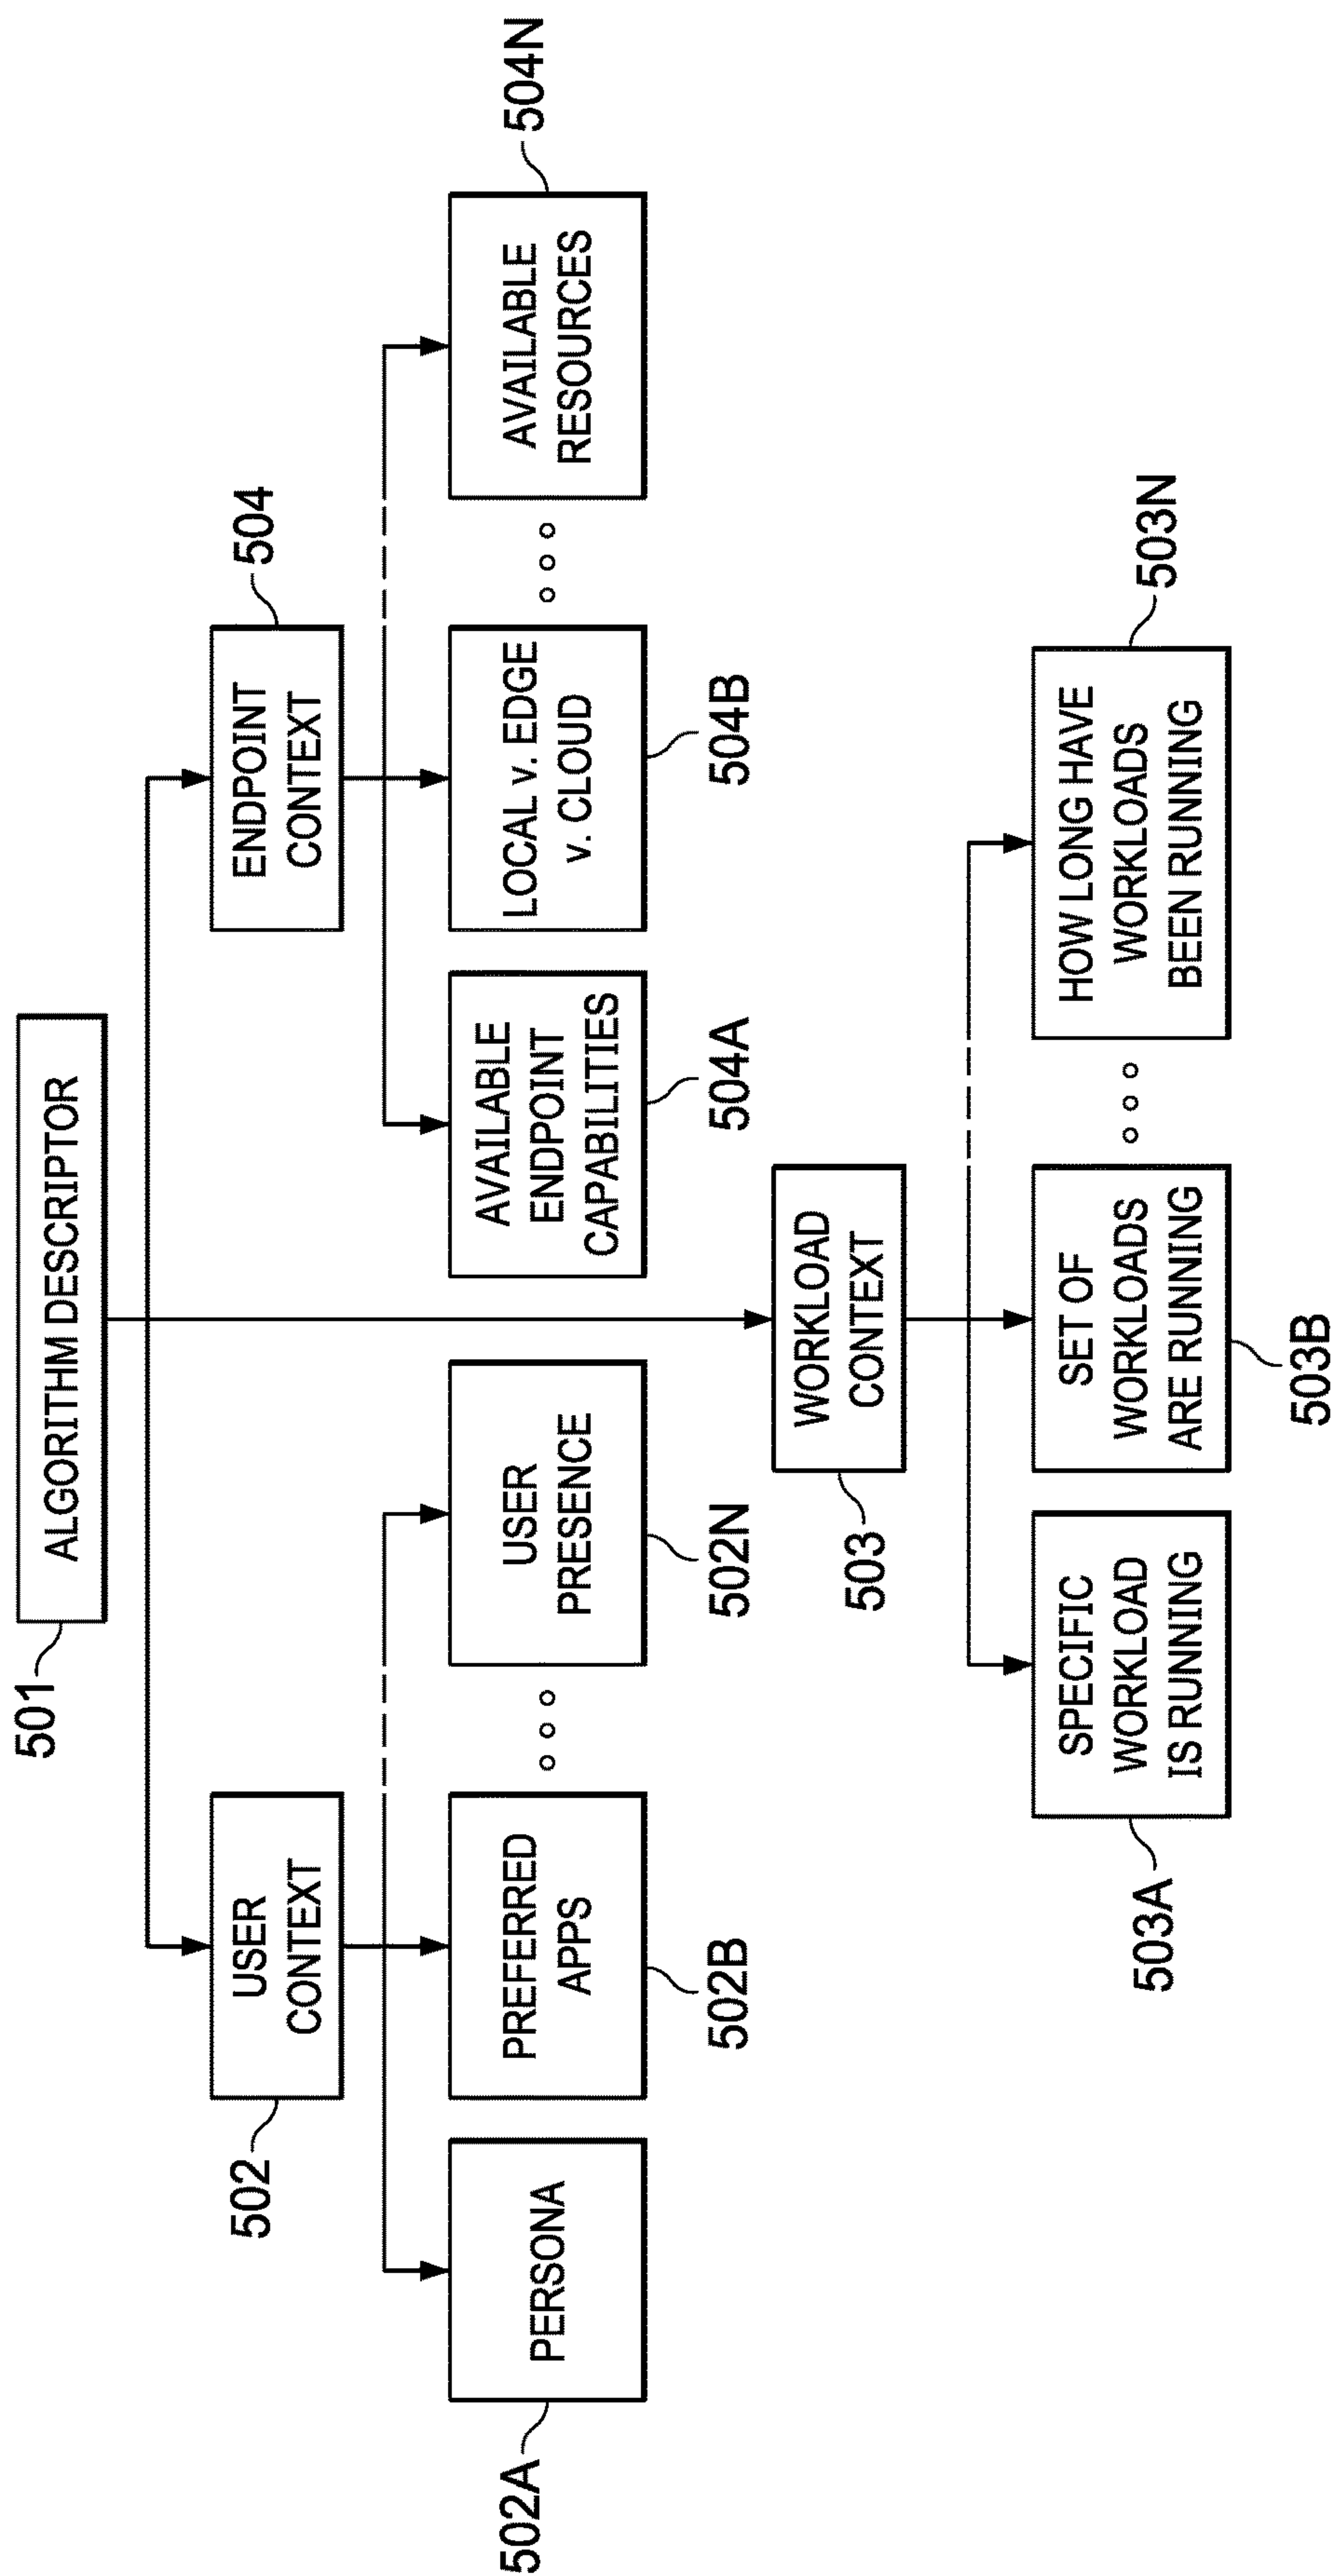 501
ALGORITHM DESCRIPTOR
502
USER
CONTEXT
ENDPOINT
CONTEXT
504
502A
PERSONA
PREFERRED
APPS
502B
USER
PRESENCE
502N
AVAILABLE
ENDPOINT
CAPABILITIES
504A
LOCAL v. EDGE
v. CLOUD
504B
AVAILABLE
RESOURCES
504N
503
WORKLOAD
CONTEXT
503A
SPECIFIC
WORKLOAD
IS RUNNING
SET OF
WORKLOADS
ARE RUNNING
503B
HOW LONG HAVE
WORKLOADS
BEEN RUNNING
503N